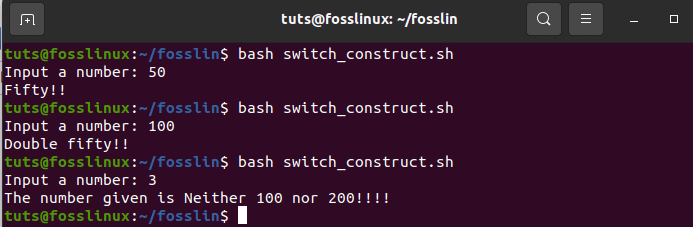 tuts@fosslinux: ~/fosslin
tuts@fosslinux:~/fosslin$ bash switch_construct.sh
Input a number: 50
Fifty!!
tuts@fosslinux:~/fosslin$ bash switch_construct.sh
Input a number: 100
Double fifty!!
tuts@fosslinux:~/fosslin$ bash switch_construct.sh
Input a number: 3
The number given is Neither 100 nor 200!!!!
tuts@fosslinux:~/fosslin$